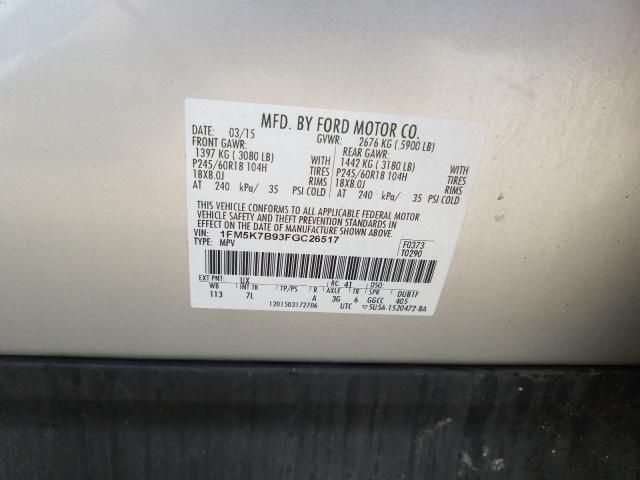 MFD. BY FORD MOTOR CO.
DATE: 03/15 GVWR: 2676 KG ( 5900 LB)
FRONT GAWR: REAR GAWR:
1397 KG ( 3080 LB) WITH 1442 KG ( 3180 LB) WITH
P245/60R18 104H TIRES P245/60R18 104H TIRES
18X8.0J RIMS 18X8.0J RIMS
AT 240 kPa/ 35 PSI COLD AT 240 kPa/ 35 PSI COLD
THIS VEHICLE CONFORMS TO ALL APPLICABLE FEDERAL MOTOR
VEHICLE SAFETY AND THEFT PREVENTION STANDARDS IN
EFFECT ON THE DATE OF MANUFACTURE SHOWN ABOVE.
VIN: 1FM5K7B93FGC26517 F0373
TYPE: MPV T0290
EXT PNT: UX RC: 41 DSO:
WB INT TR TP/PS R AXLE TR SPR DUB1F
113 7L A 3G 6 GGCC 405
1201503172706 UTC 5U5A-1520472-BA